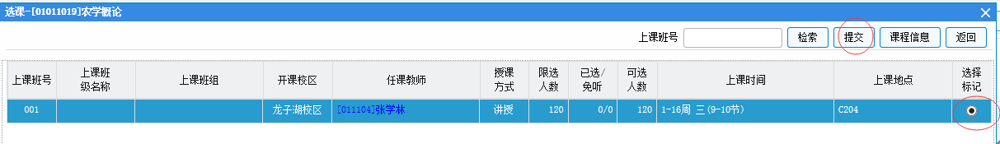 选课-[01011019]农学概论
上课班号 检索 提交 课程信息 返回
上课班号 上课班级名称 上课班组 开课校区 任课教师 授课方式 限选人数 已选/免听 可选人数 上课时间 上课地点 选择标记
001 龙子湖校区 [011104]张学林 讲授 120 0/0 120 1-16周 三(9-10节) C204